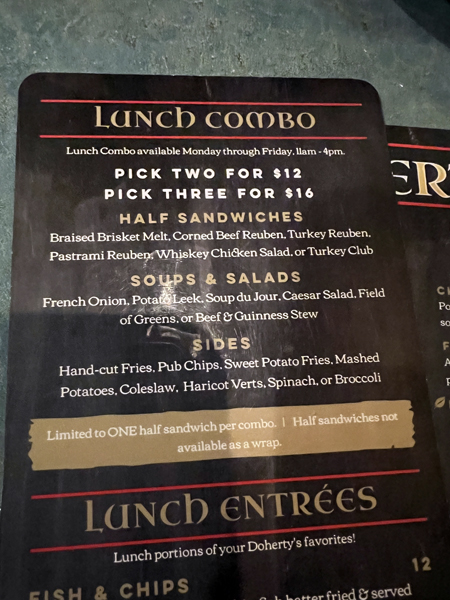 Lunch Combo
Lunch Combo available Monday through Friday, 11am - 4pm.
PICK TWO FOR $12
PICK THREE FOR $16
HALF SANDWICHES
Braised Brisket Melt, Corned Beef Reuben, Turkey Reuben,
Pastrami Reuben, Whiskey Chicken Salad, or Turkey Club
SOUPS & SALADS
French Onion, Potato Leek, Soup du Jour, Caesar Salad, Field
of Greens, or Beef & Guinness Stew
SIDES
Hand-cut Fries, Pub Chips, Sweet Potato Fries, Mashed
Potatoes, Coleslaw, Haricot Verts, Spinach, or Broccoli
Limited to ONE half sandwich per combo. | Half sandwiches not
available as a wrap.
Lunch Entrées
Lunch portions of your Doherty's favorites!
FISH & CHIPS 12
batter fried & served